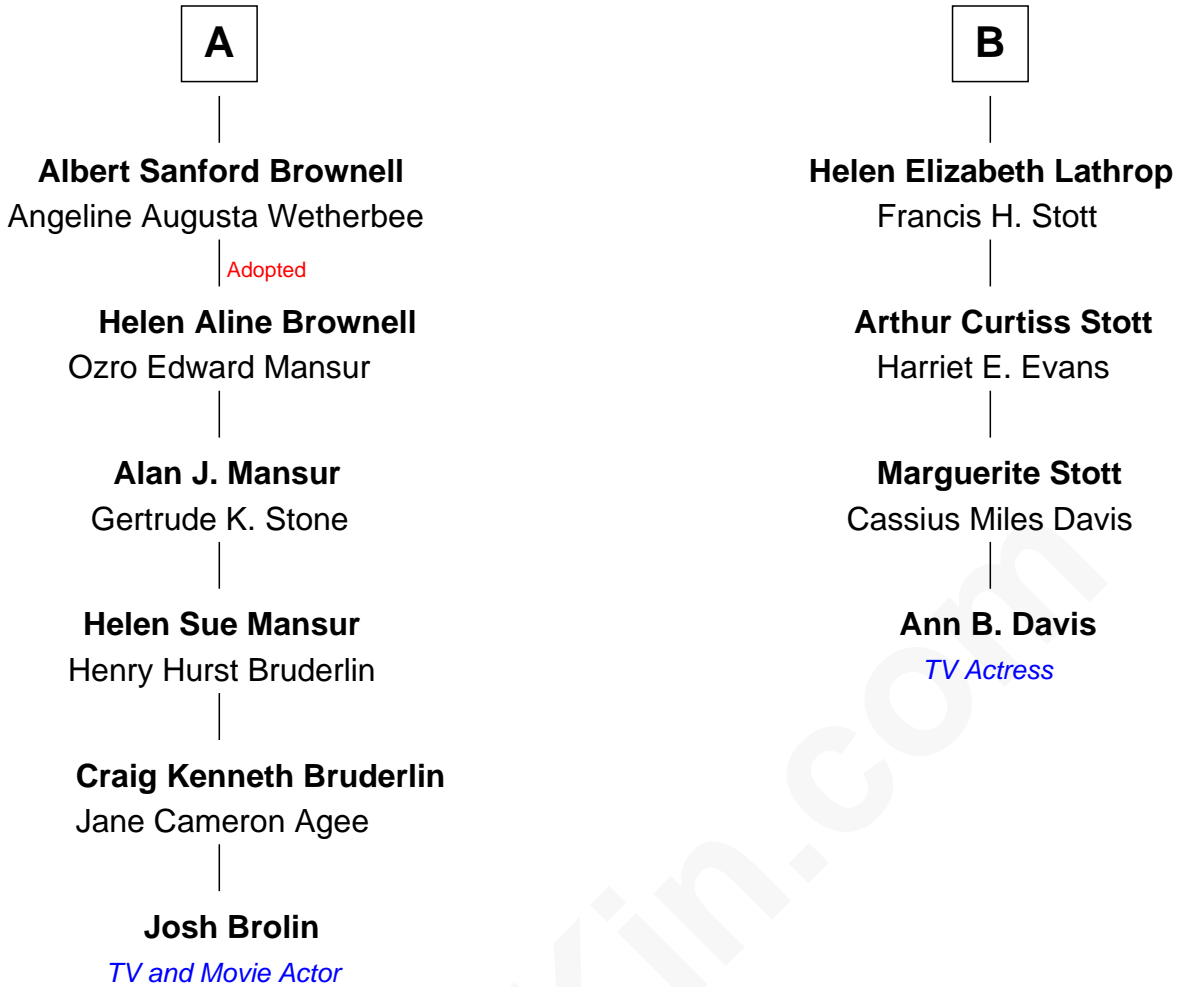 A
Albert Sanford Brownell
Angeline Augusta Wetherbee
Adopted
Helen Aline Brownell
Ozro Edward Mansur
Alan J. Mansur
Gertrude K. Stone
Helen Sue Mansur
Henry Hurst Bruderlin
Craig Kenneth Bruderlin
Jane Cameron Agee
Josh Brolin
TV and Movie Actor
B
Helen Elizabeth Lathrop
Francis H. Stott
Arthur Curtiss Stott
Harriet E. Evans
Marguerite Stott
Cassius Miles Davis
Ann B. Davis
TV Actress
Kin.com